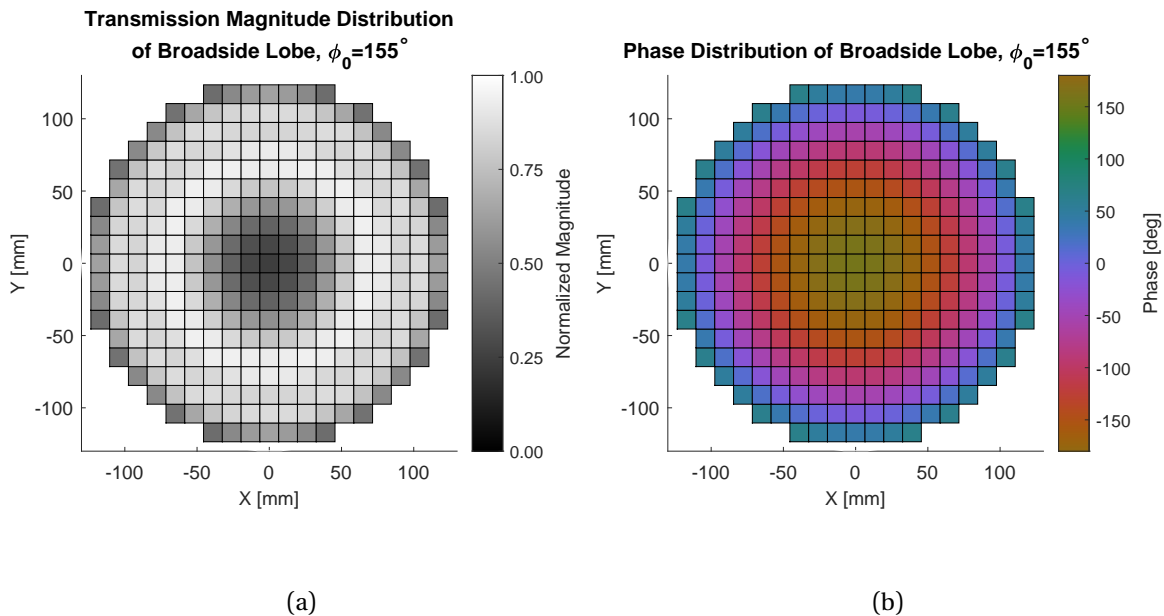 Transmission Magnitude Distribution
of Broadside Lobe, ϕ₀=155°
Y [mm]
100
50
0
-50
-100
-100 -50 0 50 100
X [mm]
1.00
0.75
0.50
0.25
0.00
Normalized Magnitude
(a)
Phase Distribution of Broadside Lobe, ϕ₀=155°
Y [mm]
100
50
0
-50
-100
-100 -50 0 50 100
X [mm]
150
100
50
0
-50
-100
-150
Phase [deg]
(b)